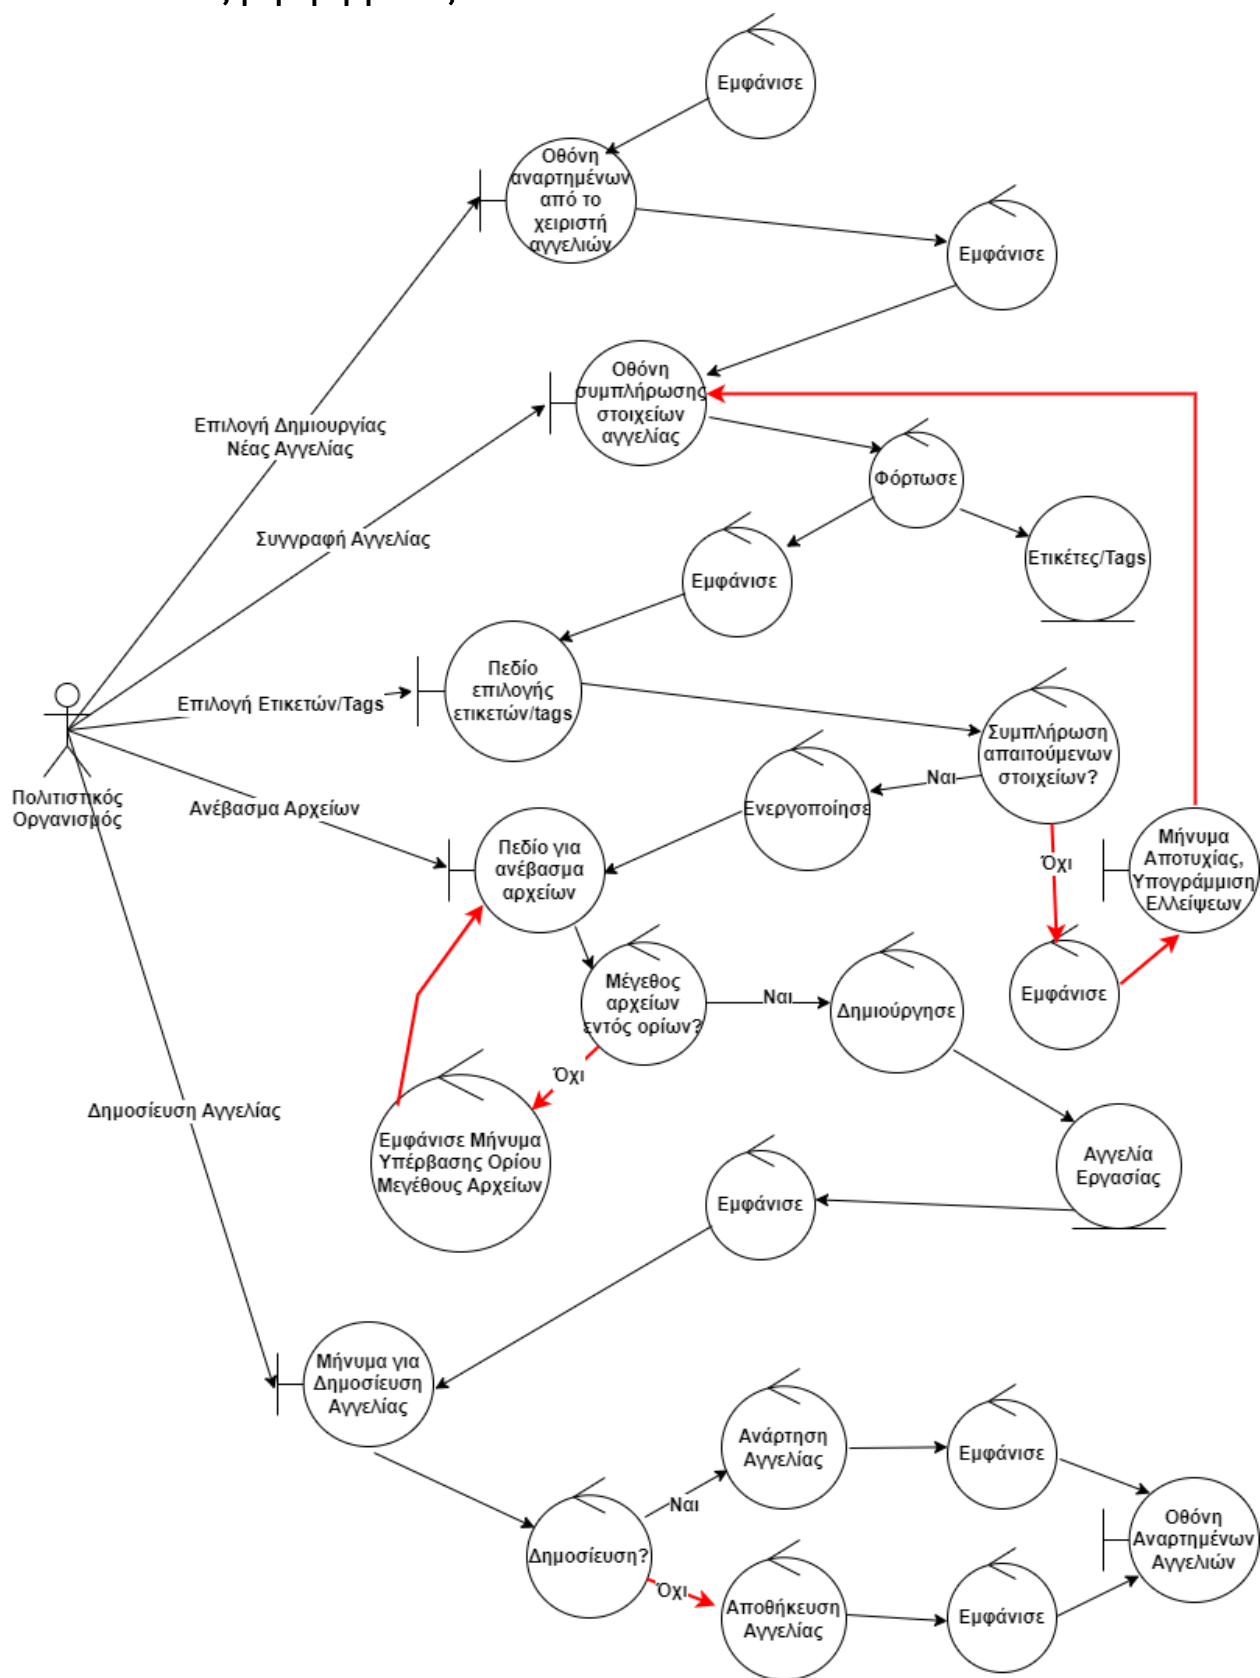 Εμφάνισε
Οθόνη
αναρτημένων
από το
χειριστή
αγγελιών
Εμφάνισε
Οθόνη
συμπλήρωσης
στοιχείων
αγγελίας
Επιλογή Δημιουργίας
Νέας Αγγελίας
Φόρτωσε
Συγγραφή Αγγελίας
Ετικέτες/Tags
Εμφάνισε
Πεδίο
επιλογής
ετικετών/tags
Επιλογή Ετικετών/Tags
Συμπλήρωση
απαιτούμενων
στοιχείων?
Ναι
Πολιτιστικός
Οργανισμός
Ανέβασμα Αρχείων
Ενεργοποίησε
Πεδίο για
ανέβασμα
αρχείων
Όχι
Μήνυμα
Αποτυχίας,
Υπογράμμιση
Ελλείψεων
Μέγεθος
αρχείων
εντός ορίων?
Ναι
Δημιούργησε
Εμφάνισε
Όχι
Δημοσίευση Αγγελίας
Εμφάνισε Μήνυμα
Υπέρβασης Ορίου
Μεγέθους Αρχείων
Αγγελία
Εργασίας
Εμφάνισε
Μήνυμα για
Δημοσίευση
Αγγελίας
Ανάρτηση
Αγγελίας
Εμφάνισε
Ναι
Δημοσίευση?
Όχι
Οθόνη
Αναρτημένων
Αγγελιών
Αποθήκευση
Αγγελίας
Εμφάνισε